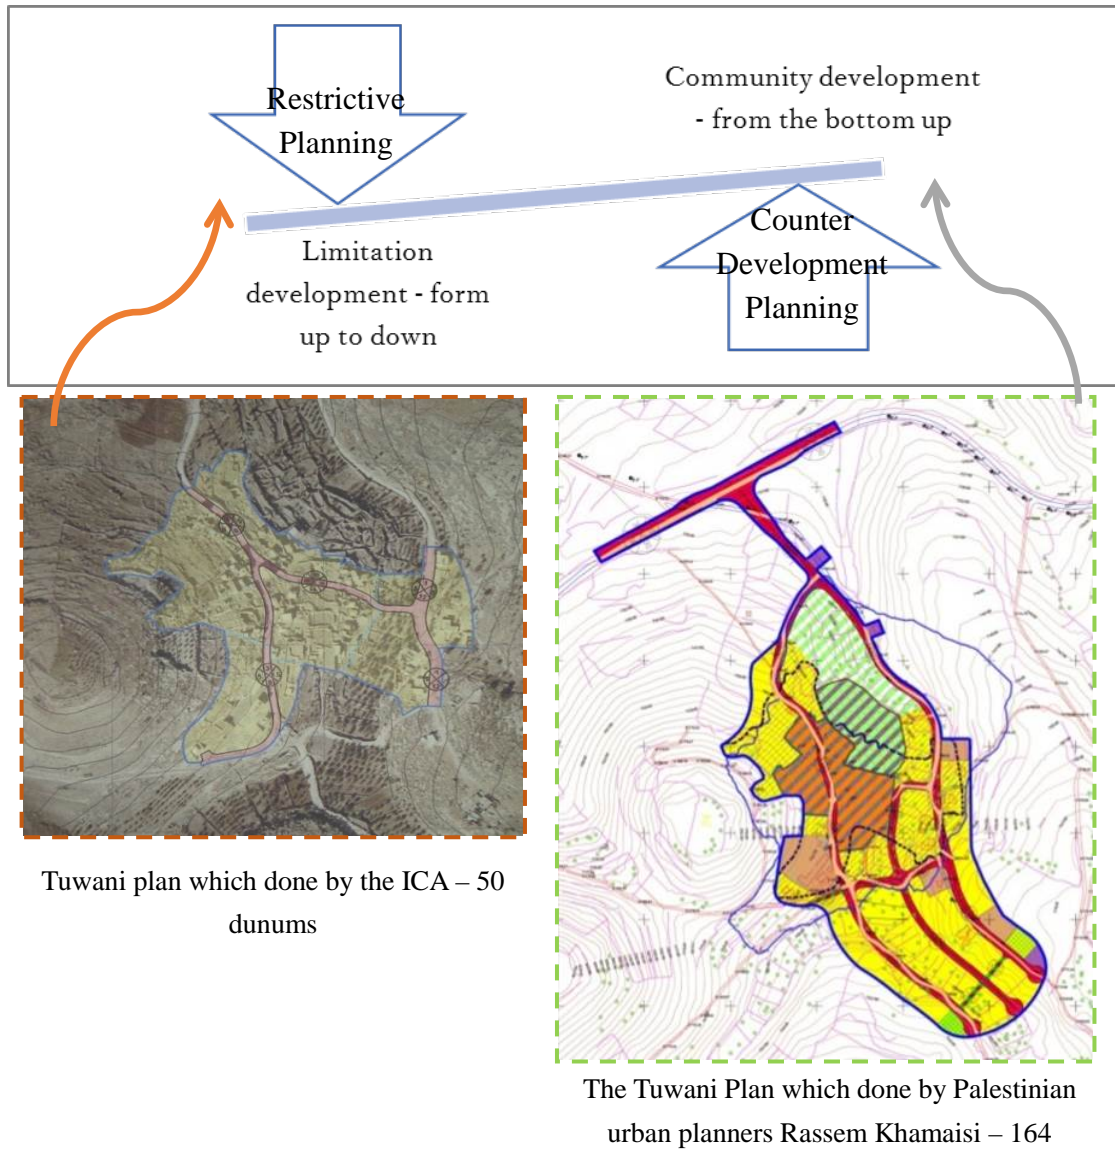 Restrictive
Planning
Community development
- from the bottom up
Limitation
development - form
up to down
Counter
Development
Planning
Tuwani plan which done by the ICA – 50
dunums
The Tuwani Plan which done by Palestinian
urban planners Rassem Khamaisi – 164